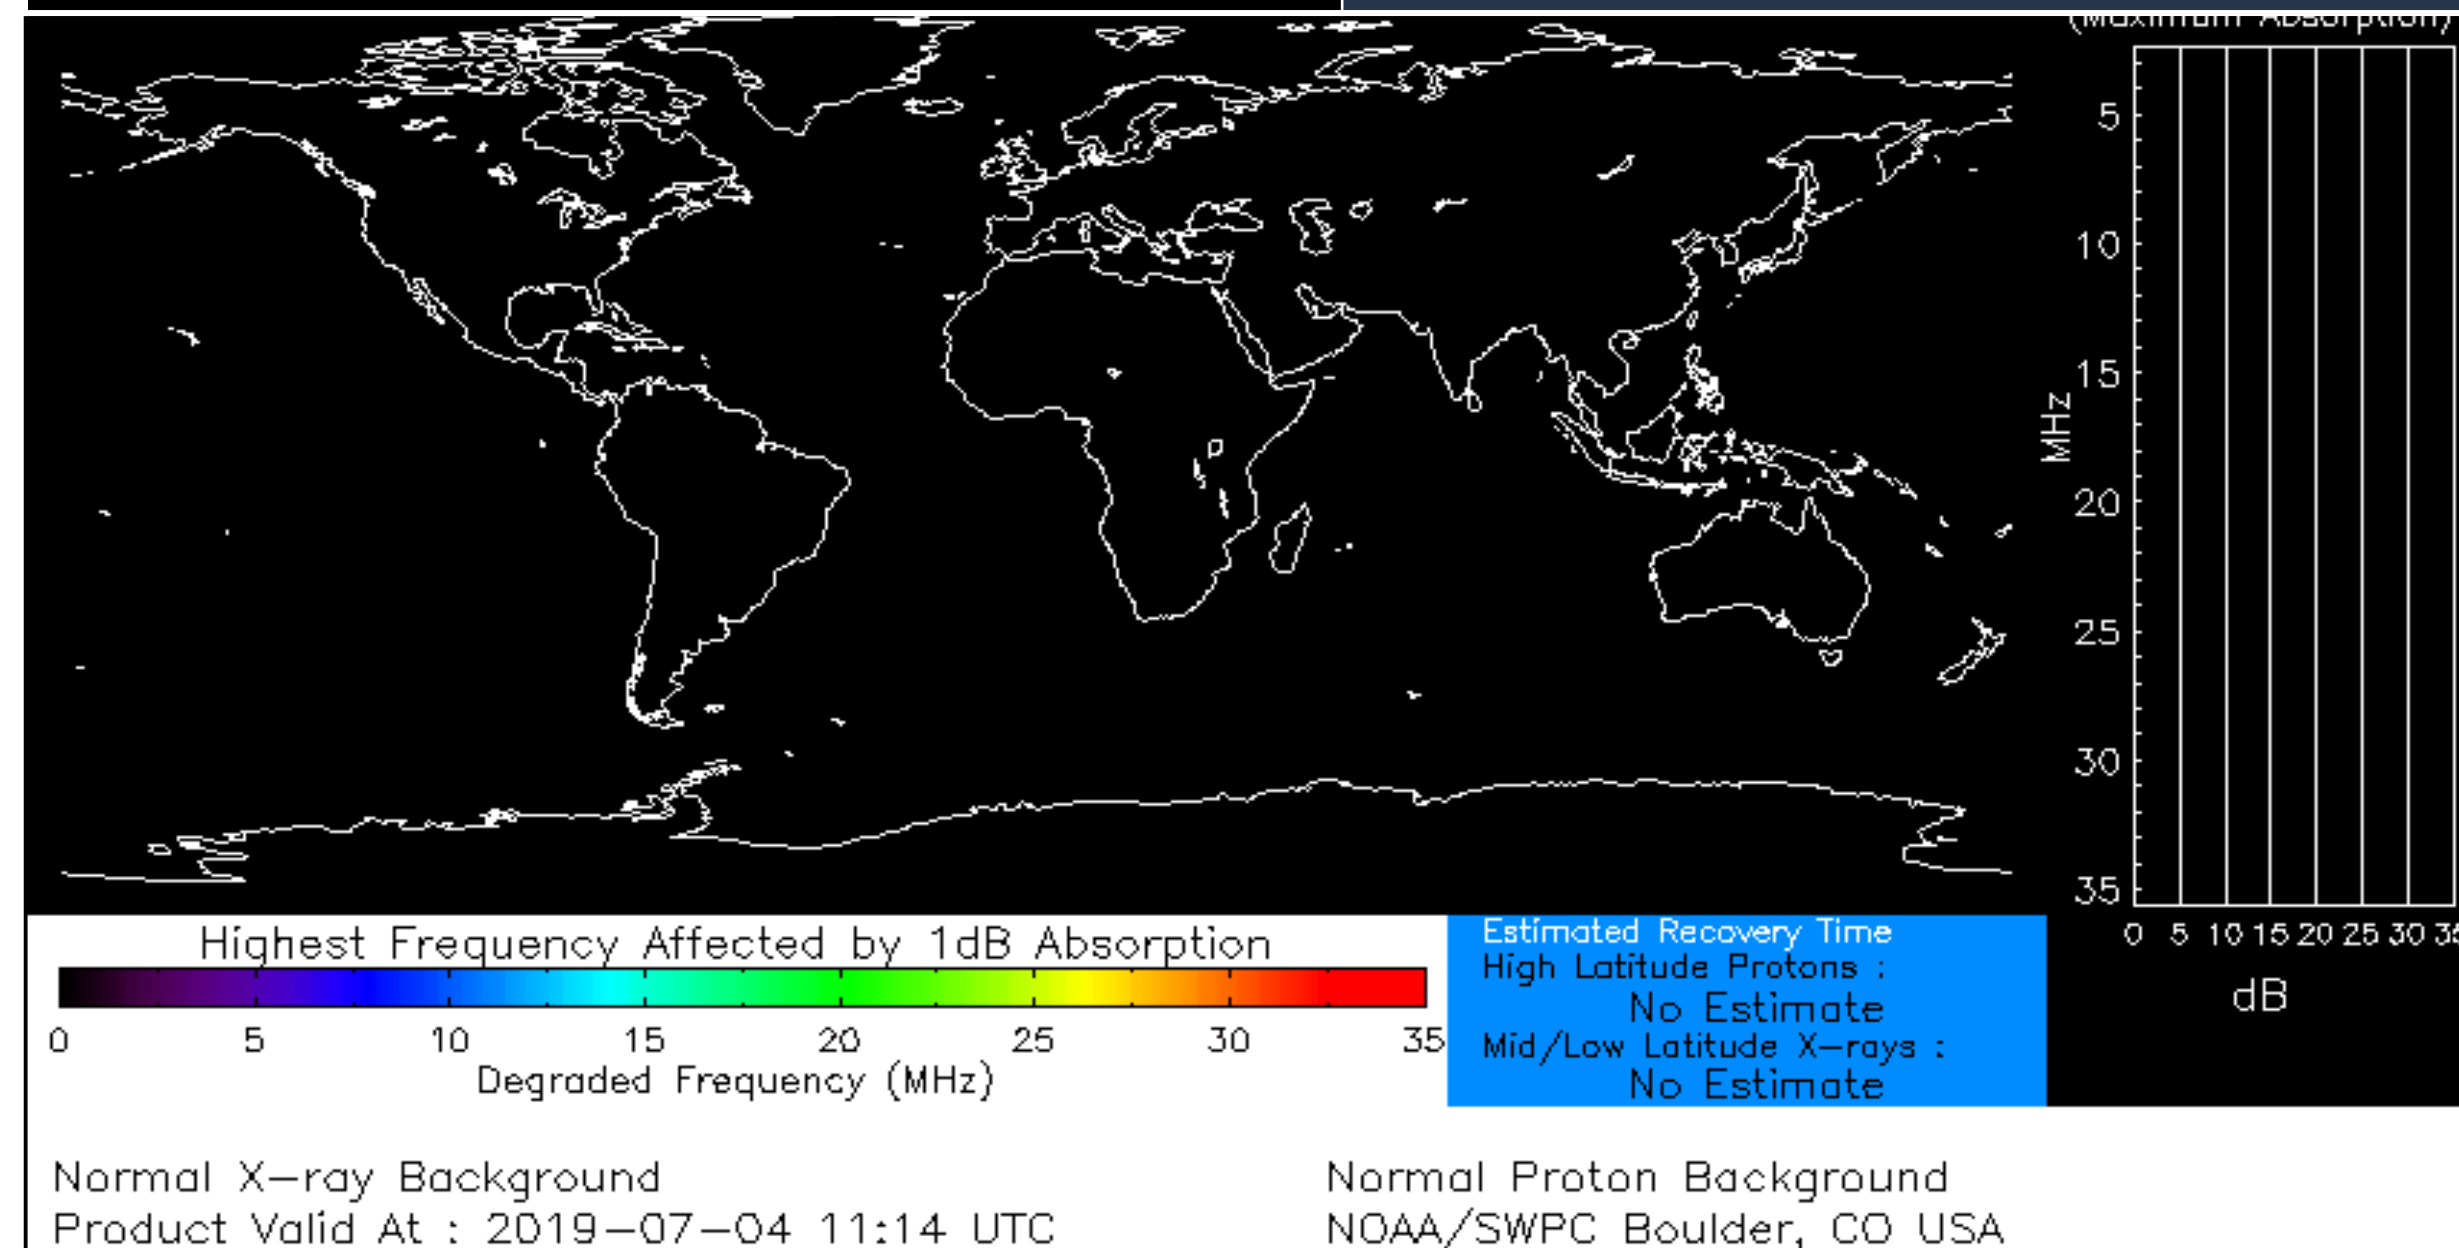 (Maximum Absorption)
5
10
15
20
25
30
35
MHz
0 5 10 15 20 25 30 35
dB
Highest Frequency Affected by 1dB Absorption
0 5 10 15 20 25 30 35
Degraded Frequency (MHz)
Estimated Recovery Time
High Latitude Protons :
No Estimate
Mid/Low Latitude X-rays :
No Estimate
Normal X-ray Background
Normal Proton Background
Product Valid At : 2019-07-04 11:14 UTC
NOAA/SWPC Boulder, CO USA